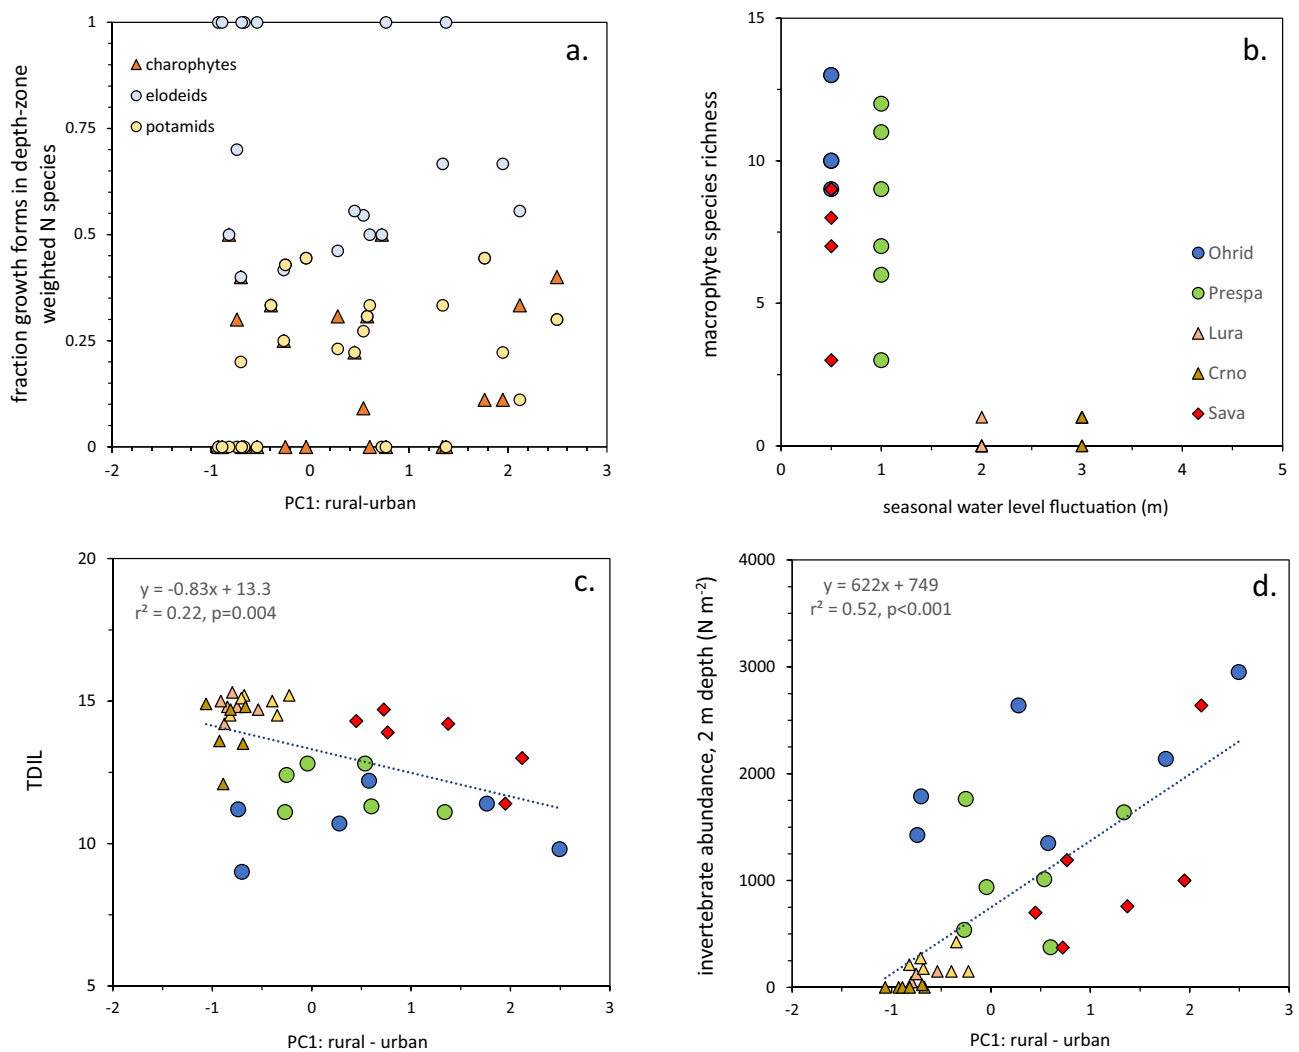 a.
charophytes
elodeids
potamids
fraction growth forms in depth-zone
weighted N species
1
0.75
0.5
0.25
0
-2 -1 0 1 2 3
PC1: rural-urban
b.
macrophyte species richness
15
10
5
0
0 1 2 3 4 5
seasonal water level fluctuation (m)
Ohrid
Prespa
Lura
Crno
Sava
c.
y = -0.83x + 13.3
r² = 0.22, p=0.004
TDIL
20
15
10
5
-2 -1 0 1 2 3
PC1: rural - urban
d.
y = 622x + 749
r² = 0.52, p<0.001
invertebrate abundance, 2 m depth (N m⁻²)
4000
3000
2000
1000
0
-2 -1 0 1 2 3
PC1: rural - urban